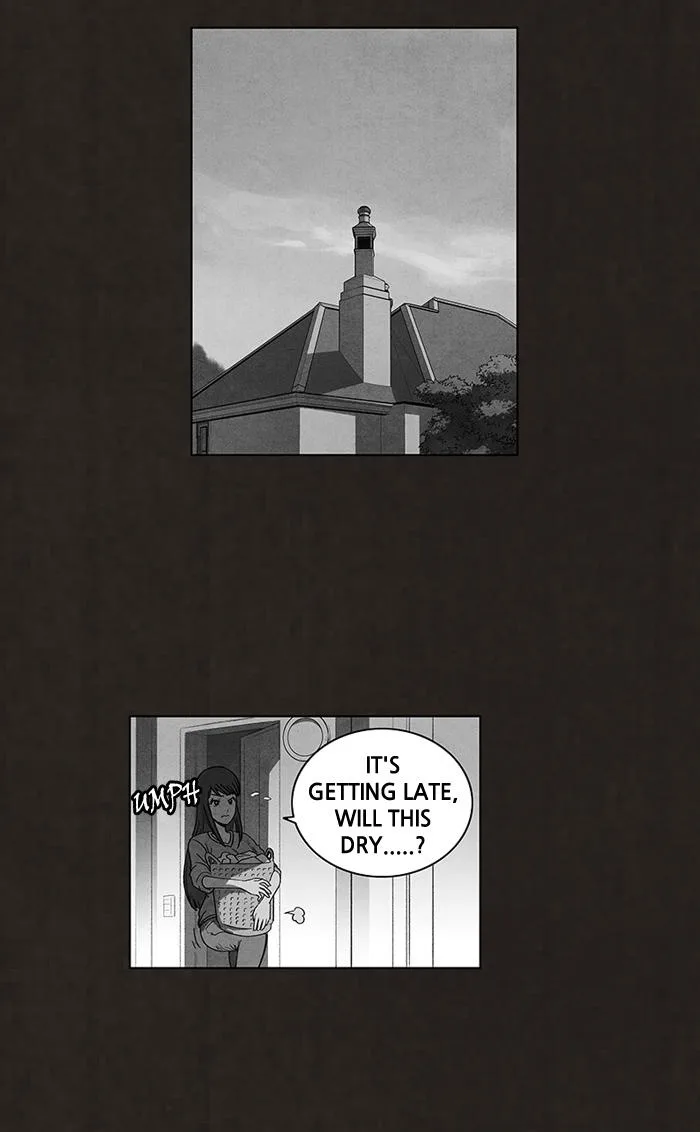 UMPH
IT'S
GETTING LATE,
WILL THIS
DRY.....?